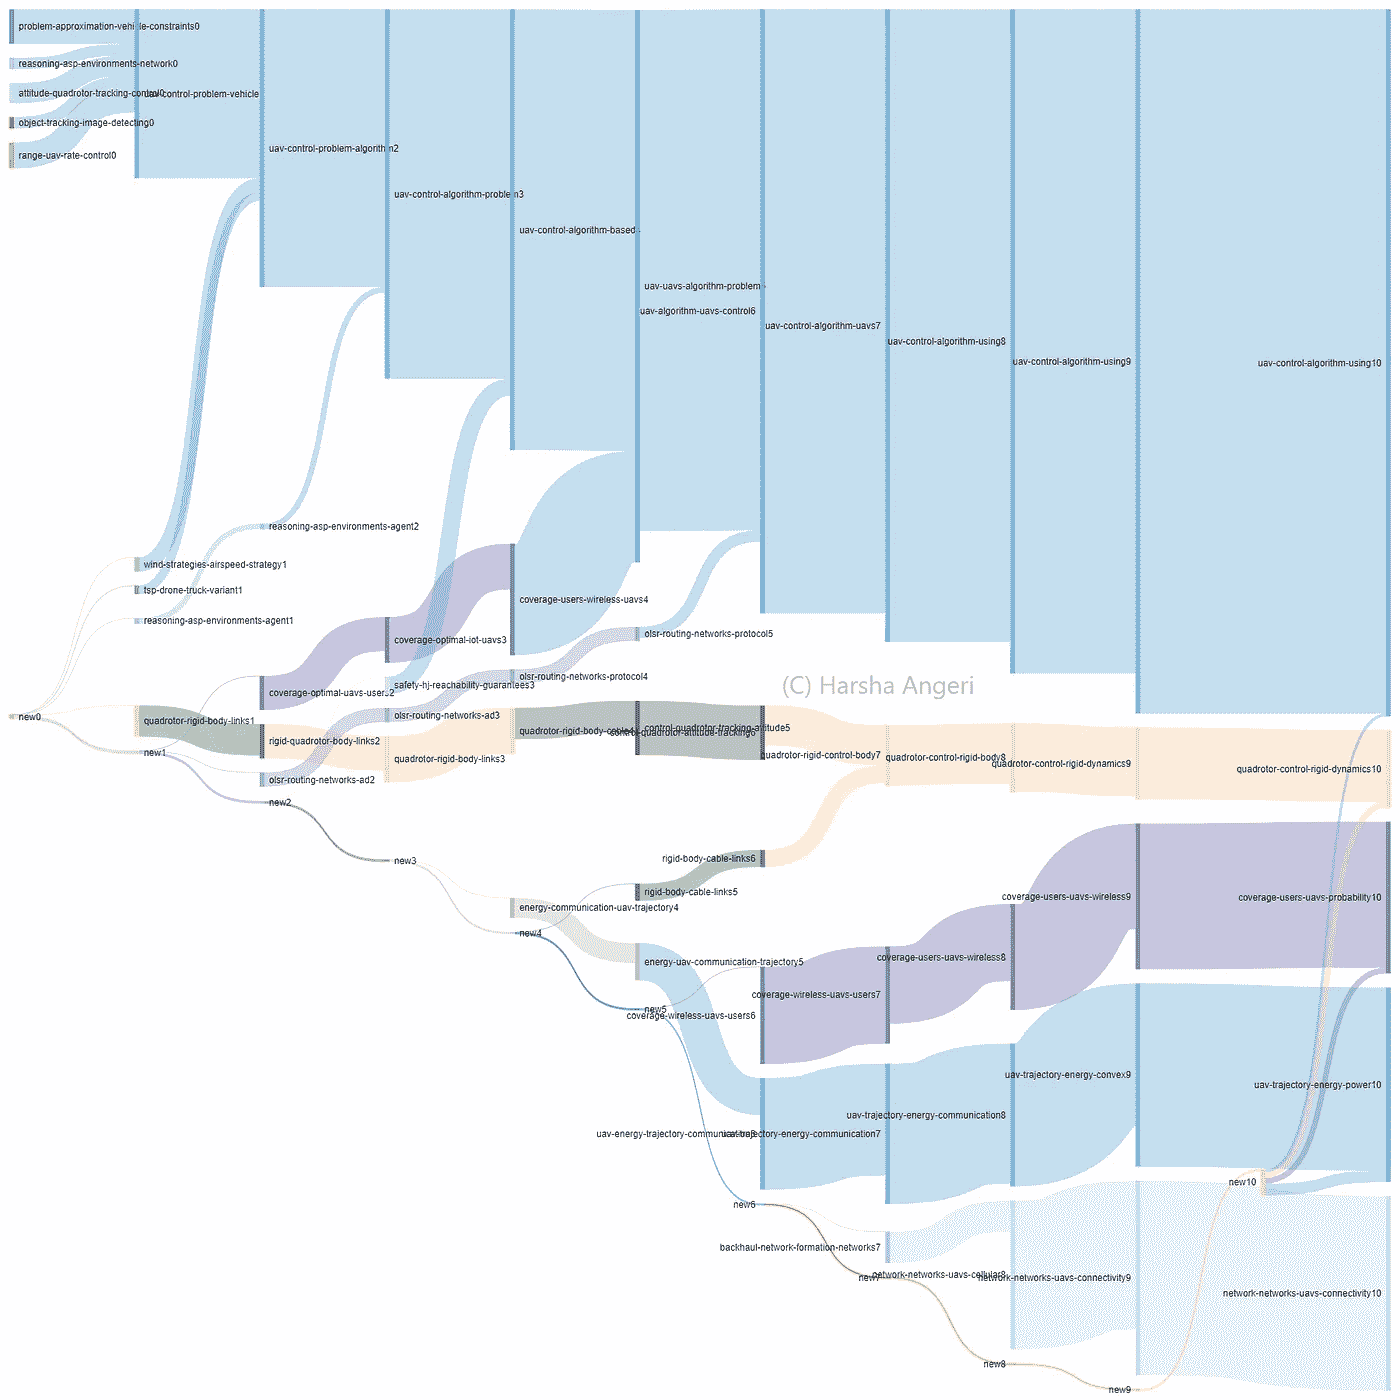 problem-approximation-vehicle-constraints0
reasoning-asp-environments-network0
attitude-quadrotor-tracking-control0
uav-control-problem-vehicle
object-tracking-image-detecting0
range-uav-rate-control0
uav-control-problem-algorithm2
uav-control-algorithm-problem3
uav-control-algorithm-based
uav-uavs-algorithm-problem
uav-algorithm-uavs-control6
uav-control-algorithm-uavs7
uav-control-algorithm-using8
uav-control-algorithm-using9
uav-control-algorithm-using10
reasoning-asp-environments-agent2
wind-strategies-airspeed-strategy1
tsp-drone-truck-variant1
reasoning-asp-environments-agent1
coverage-users-wireless-uavs4
coverage-optimal-iot-uavs3
olsr-routing-networks-protocol5
olsr-routing-networks-protocol4
safety-hj-reachability-guarantees3
coverage-optimal-uavs-users2
(C) Harsha Angeri
new0
quadrotor-rigid-body-links1
olsr-routing-networks-ad3
quadrotor-rigid-body-cable4
control-quadrotor-tracking-attitude5
control-quadrotor-attitude-tracking6
rigid-quadrotor-body-links2
new1
quadrotor-rigid-body-links3
quadrotor-rigid-control-body7
quadrotor-control-rigid-body8
quadrotor-control-rigid-dynamics9
quadrotor-control-rigid-dynamics10
olsr-routing-networks-ad2
new2
new3
rigid-body-cable-links6
rigid-body-cable-links5
energy-communication-uav-trajectory4
new4
coverage-users-uavs-wireless9
coverage-users-uavs-probability10
energy-uav-communication-trajectory5
coverage-users-uavs-wireless8
coverage-wireless-uavs-users7
new5
coverage-wireless-uavs-users6
uav-trajectory-energy-convex9
uav-trajectory-energy-power10
uav-trajectory-energy-communication8
uav-energy-trajectory-communication6
uav-trajectory-energy-communication7
new10
new6
backhaul-network-formation-networks7
new7
network-networks-uavs-cellular8
network-networks-uavs-connectivity9
network-networks-uavs-connectivity10
new8
new9